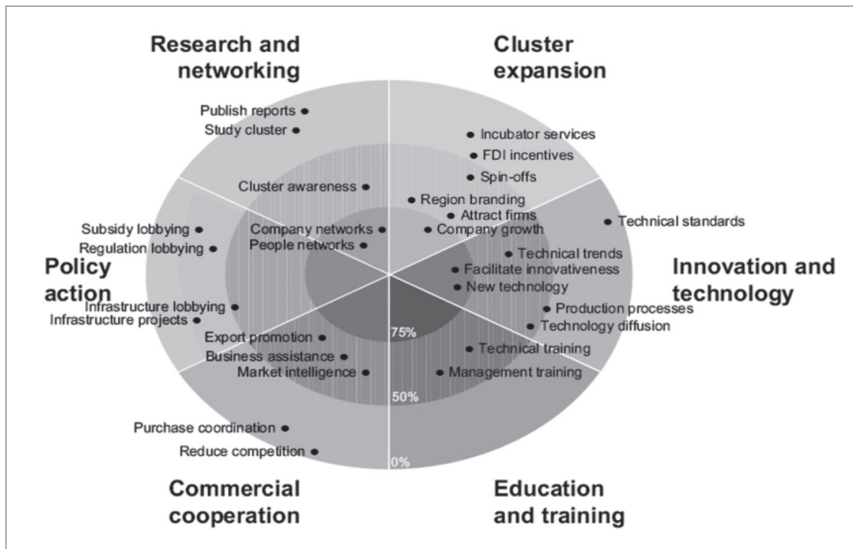 Research and
networking
Cluster
expansion
Publish reports
Study cluster
Incubator services
FDI incentives
Spin-offs
Cluster awareness
Region branding
Attract firms
Company growth
Company networks
People networks
Subsidy lobbying
Regulation lobbying
Technical standards
Technical trends
Facilitate innovativeness
New technology
Policy
action
Innovation and
technology
Infrastructure lobbying
Infrastructure projects
Production processes
Technology diffusion
Export promotion
Business assistance
Market intelligence
75%
Technical training
Management training
50%
Purchase coordination
Reduce competition
0%
Commercial
cooperation
Education
and training